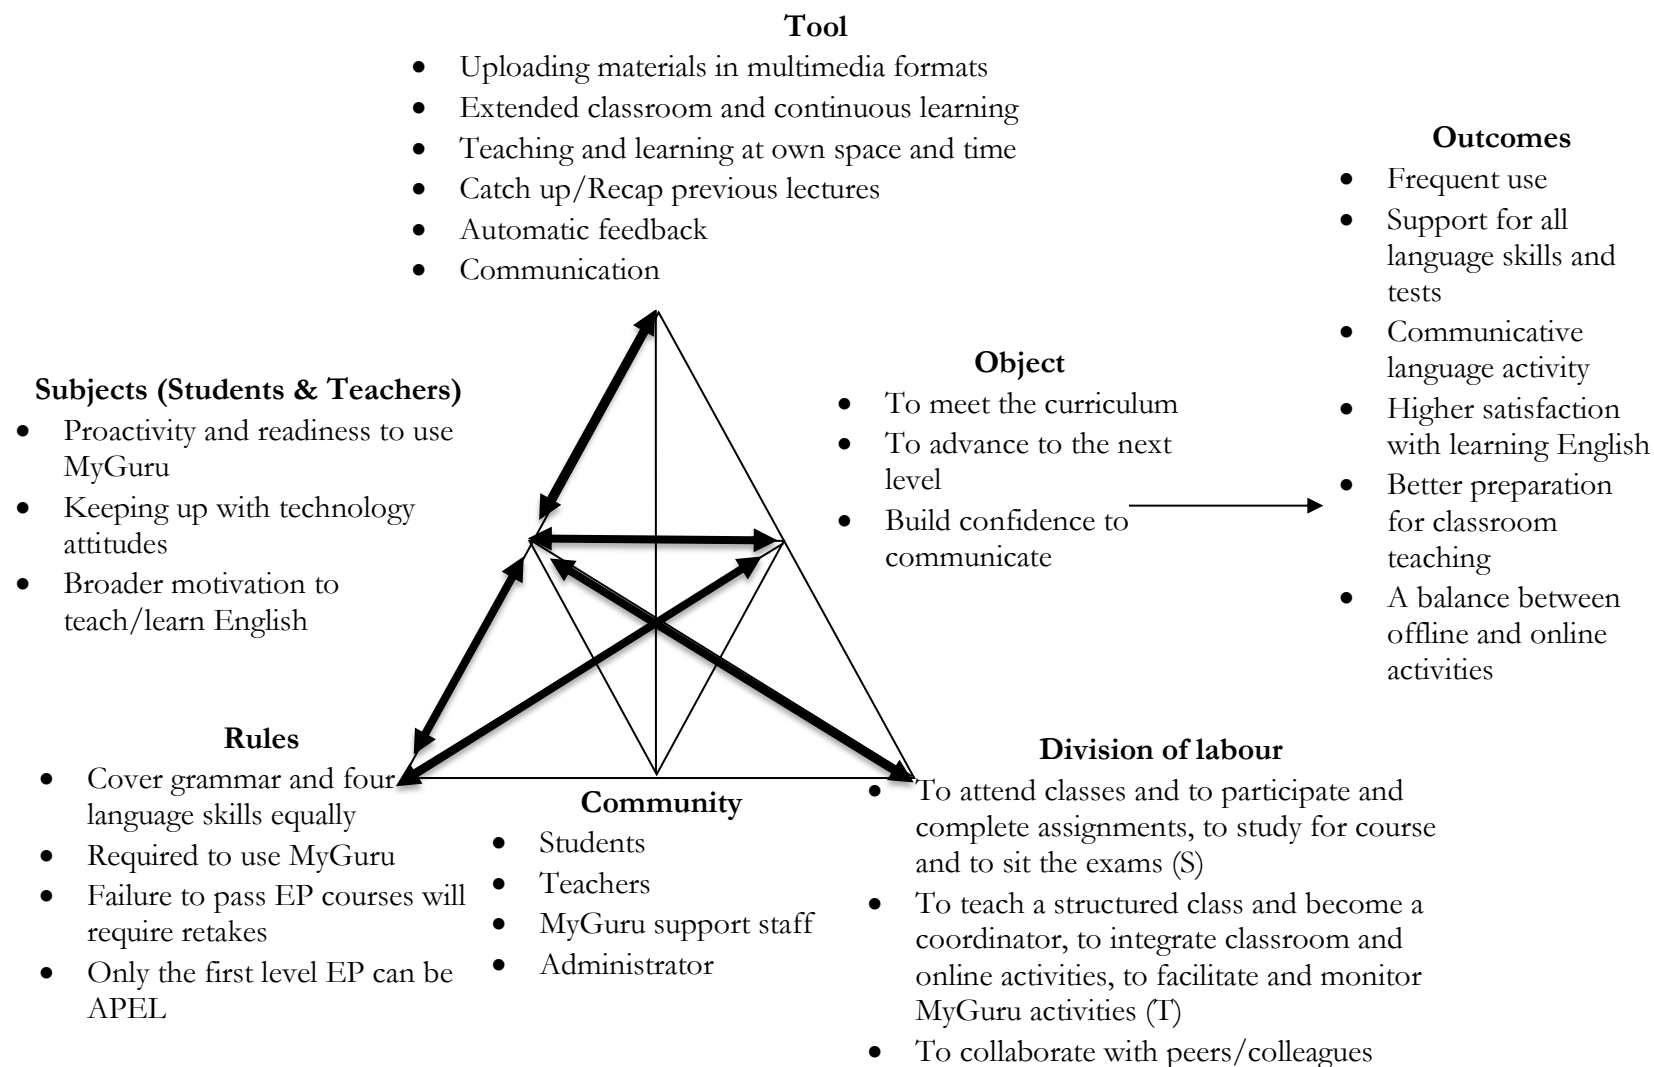 Tool
• Uploading materials in multimedia formats
• Extended classroom and continuous learning
• Teaching and learning at own space and time
• Catch up/Recap previous lectures
• Automatic feedback
• Communication
Outcomes
• Frequent use
• Support for all
language skills and
tests
• Communicative
language activity
• Higher satisfaction
with learning English
• Better preparation
for classroom
teaching
• A balance between
offline and online
activities
Subjects (Students & Teachers)
• Proactivity and readiness to use
MyGuru
• Keeping up with technology
attitudes
• Broader motivation to
teach/learn English
Object
• To meet the curriculum
• To advance to the next
level
• Build confidence to
communicate
Rules
• Cover grammar and four
language skills equally
• Required to use MyGuru
• Failure to pass EP courses will
require retakes
• Only the first level EP can be
APEL
Community
• Students
• Teachers
• MyGuru support staff
• Administrator
Division of labour
• To attend classes and to participate and
complete assignments, to study for course
and to sit the exams (S)
• To teach a structured class and become a
coordinator, to integrate classroom and
online activities, to facilitate and monitor
MyGuru activities (T)
• To collaborate with peers/colleagues